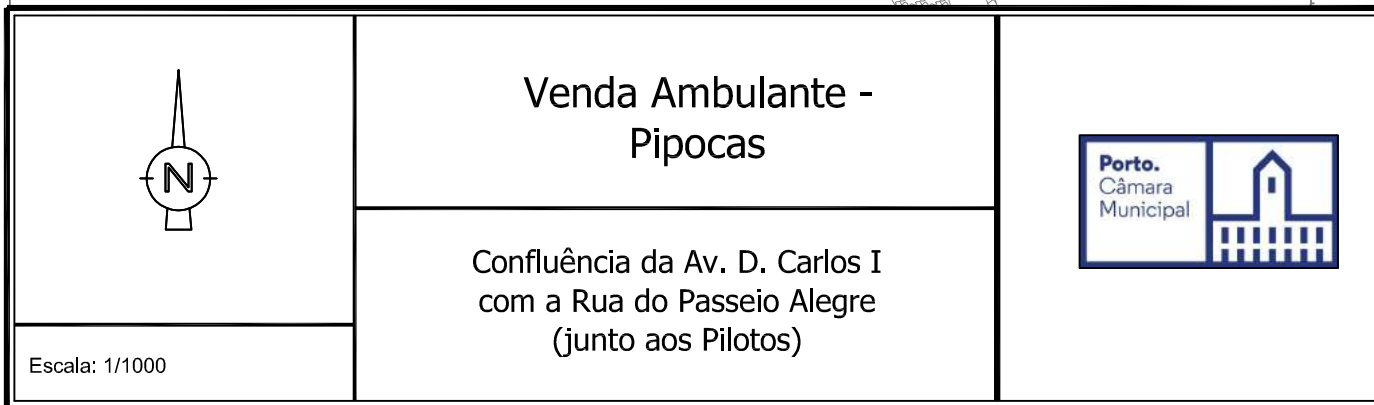 N
Escala: 1/1000
Venda Ambulante -
Pipocas
Confluência da Av. D. Carlos I
com a Rua do Passeio Alegre
(junto aos Pilotos)
Porto.
Câmara
Municipal